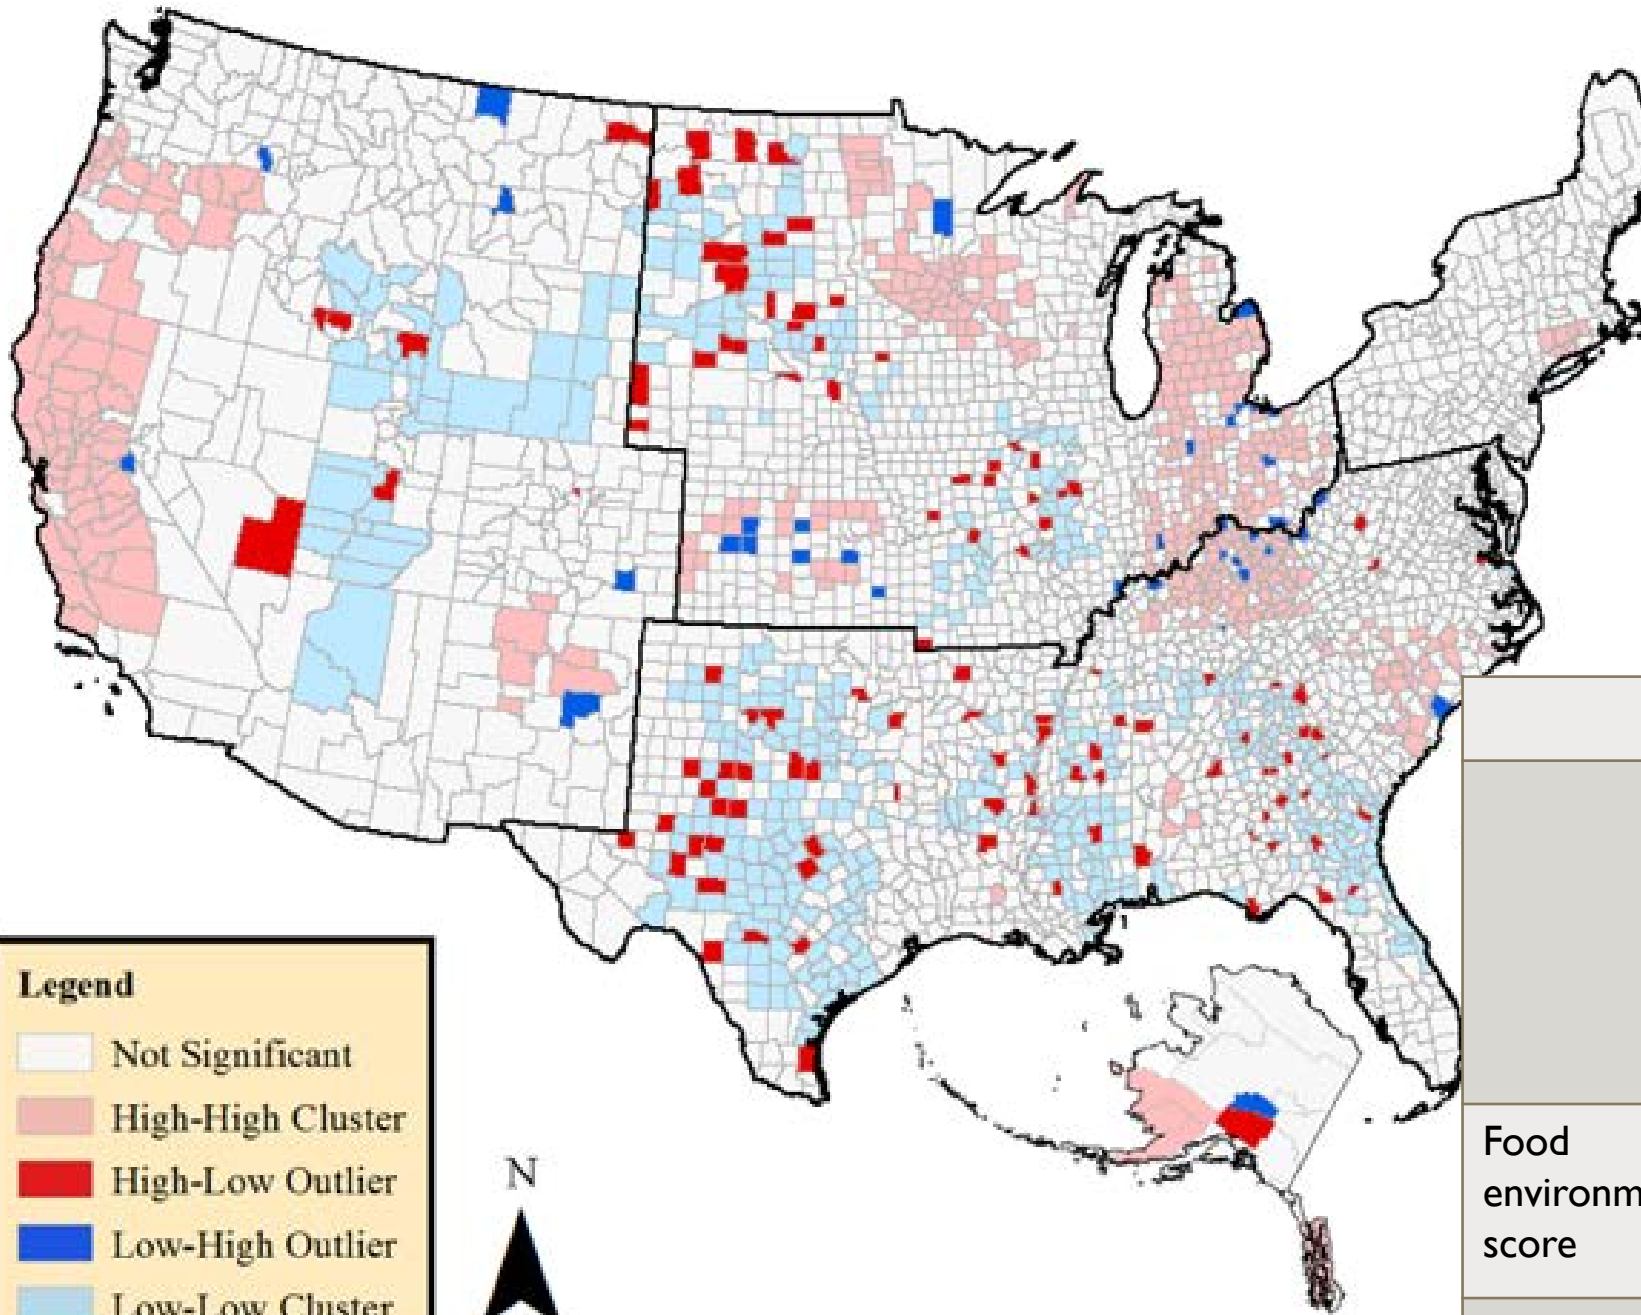 Legend
Not Significant
High-High Cluster
High-Low Outlier
Low-High Outlier
Low-Low Cluster
N
Food
environm
score